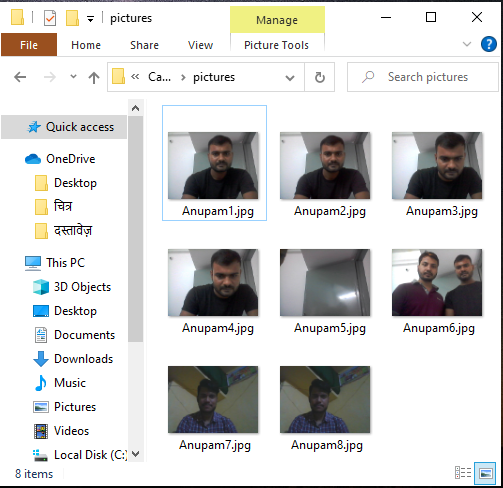 pictures
Manage
File
Home
Share
View
Picture Tools
Ca...
pictures
Search pictures
Quick access
OneDrive
Desktop
चित्र
दस्तावेज़
This PC
3D Objects
Desktop
Documents
Downloads
Music
Pictures
Videos
Local Disk (C:)
Anupam1.jpg
Anupam2.jpg
Anupam3.jpg
Anupam4.jpg
Anupam5.jpg
Anupam6.jpg
Anupam7.jpg
Anupam8.jpg
8 items